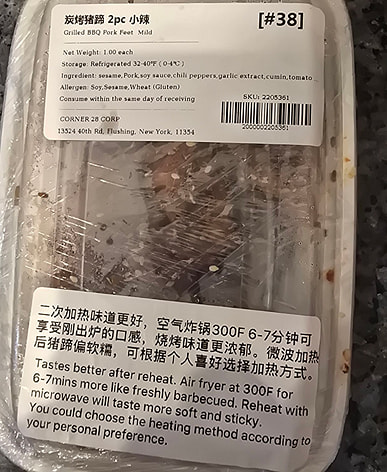 炭烤猪蹄 2pc 小辣
[#38]
Grilled BBQ Pork Feet Mild
Net Weight: 1.00 each
Storage: Refrigerated 32-40°F ( 0-4℃ )
Ingredient: sesame,Pork,soy sauce,chili peppers,garlic extract,cumin,tomato
Allergen: Soy,Sesame,Wheat (Gluten)
Consume within the same day of receiving
SKU: 2205361
CORNER 28 CORP
13524 40th Rd, Flushing, New York, 11354
2000002205361
二次加热味道更好，空气炸锅300F 6-7分钟可
享受刚出炉的口感，烧烤味道更浓郁。微波加热
后猪蹄偏软糯，可根据个人喜好选择加热方式。
Tastes better after reheat. Air fryer at 300F for
6-7mins more like freshly barbecued. Reheat with
microwave will taste more soft and sticky.
You could choose the heating method according to
your personal preference.